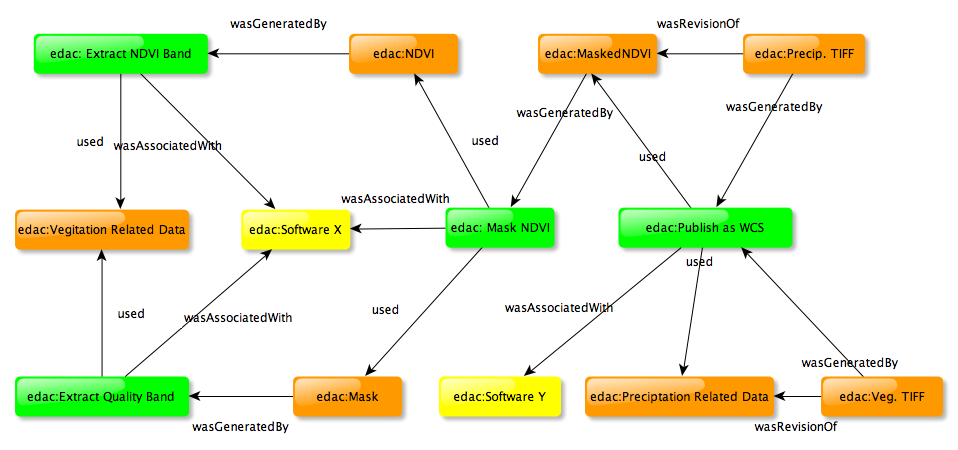 wasGeneratedBy
wasRevisionOf
edac: Extract NDVI Band
edac:NDVI
edac:MaskedNDVI
edac:Precip. TIFF
wasGeneratedBy
wasGeneratedBy
used
wasAssociatedWith
used
used
wasAssociatedWith
edac:Vegitation Related Data
edac:Software X
edac: Mask NDVI
edac:Publish as WCS
used
used
wasAssociatedWith
used
wasAssociatedWith
wasGeneratedBy
edac:Extract Quality Band
edac:Mask
edac:Software Y
edac:Preciptation Related Data
edac:Veg. TIFF
wasGeneratedBy
wasRevisionOf